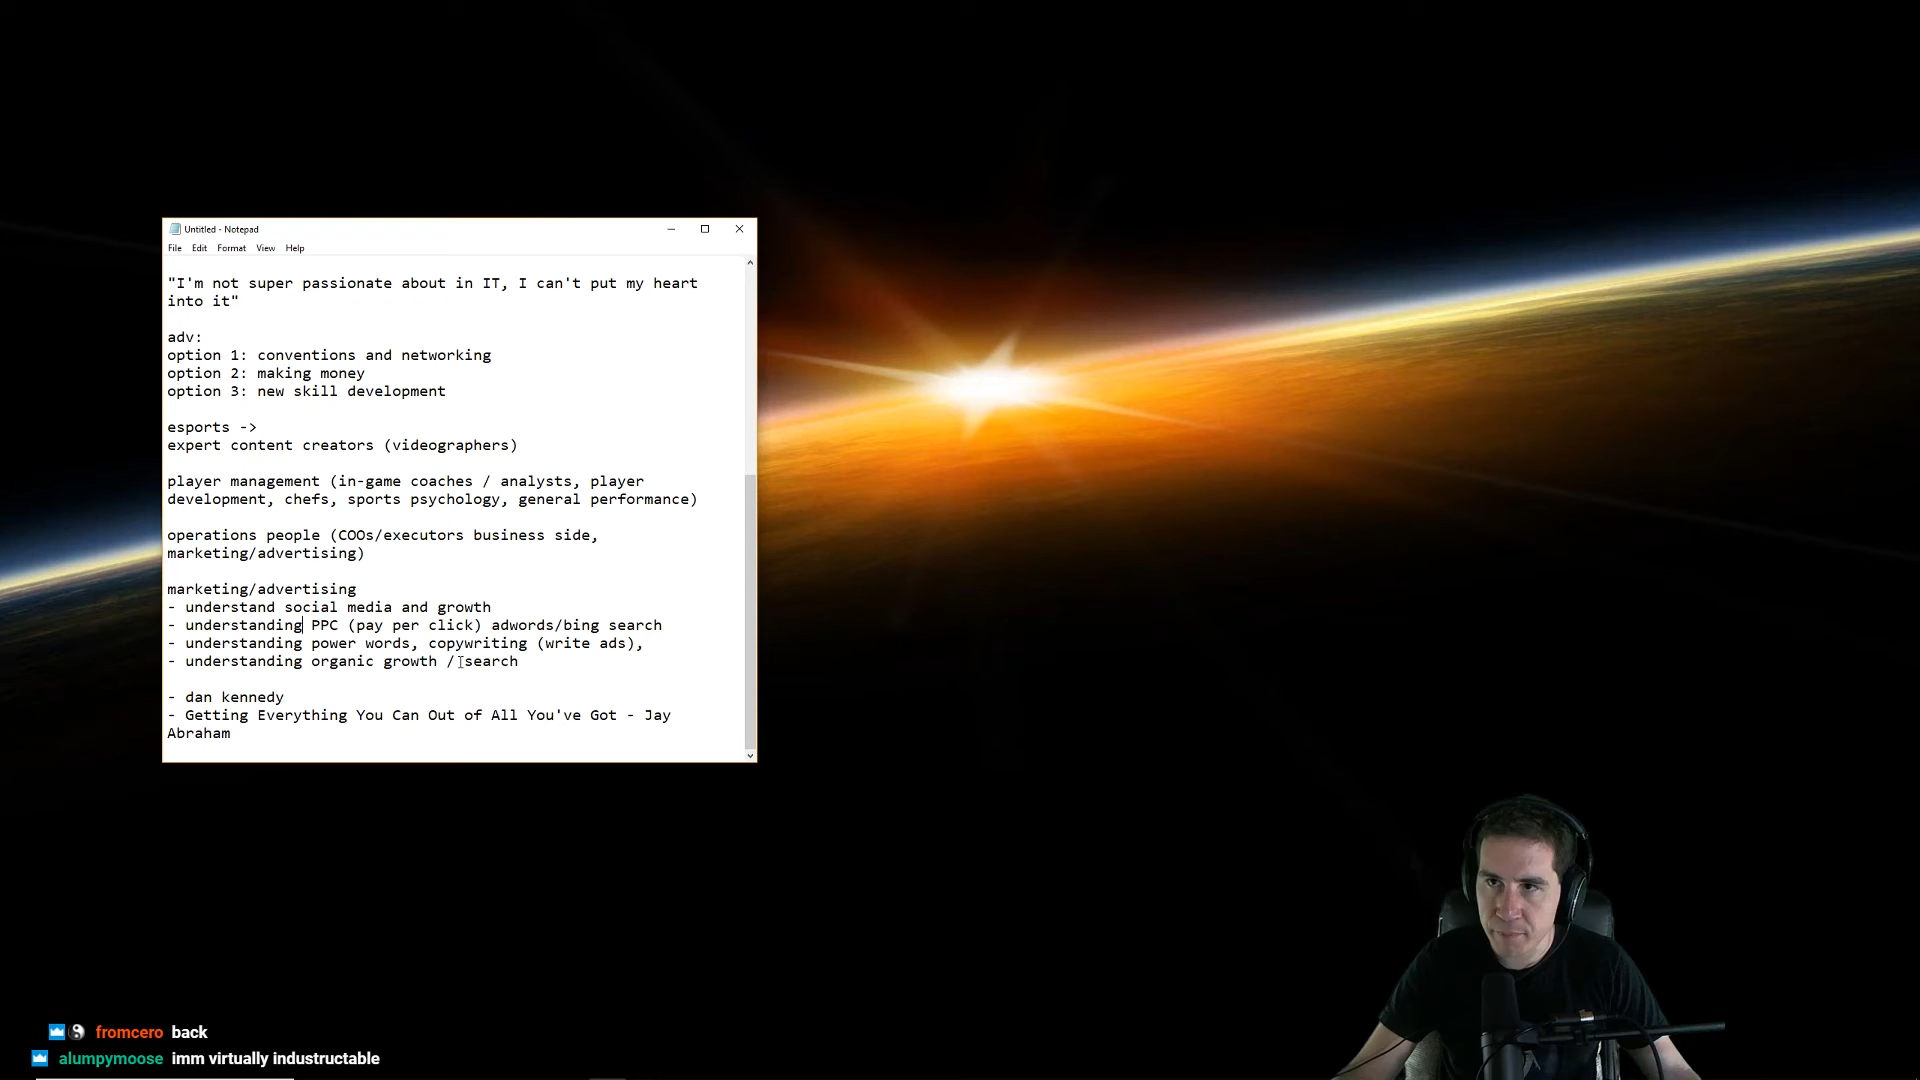 Untitled - Notepad
File Edit Format View Help
"I'm not super passionate about in IT, I can't put my heart
into it"
adv:
option 1: conventions and networking
option 2: making money
option 3: new skill development
esports ->
expert content creators (videographers)
player management (in-game coaches / analysts, player
development, chefs, sports psychology, general performance)
operations people (COOs/executors business side,
marketing/advertising)
marketing/advertising
- understand social media and growth
- understanding PPC (pay per click) adwords/bing search
- understanding power words, copywriting (write ads),
- understanding organic growth / search
- dan kennedy
- Getting Everything You Can Out of All You've Got - Jay
Abraham
fromcero back
alumpymoose imm virtually industructable